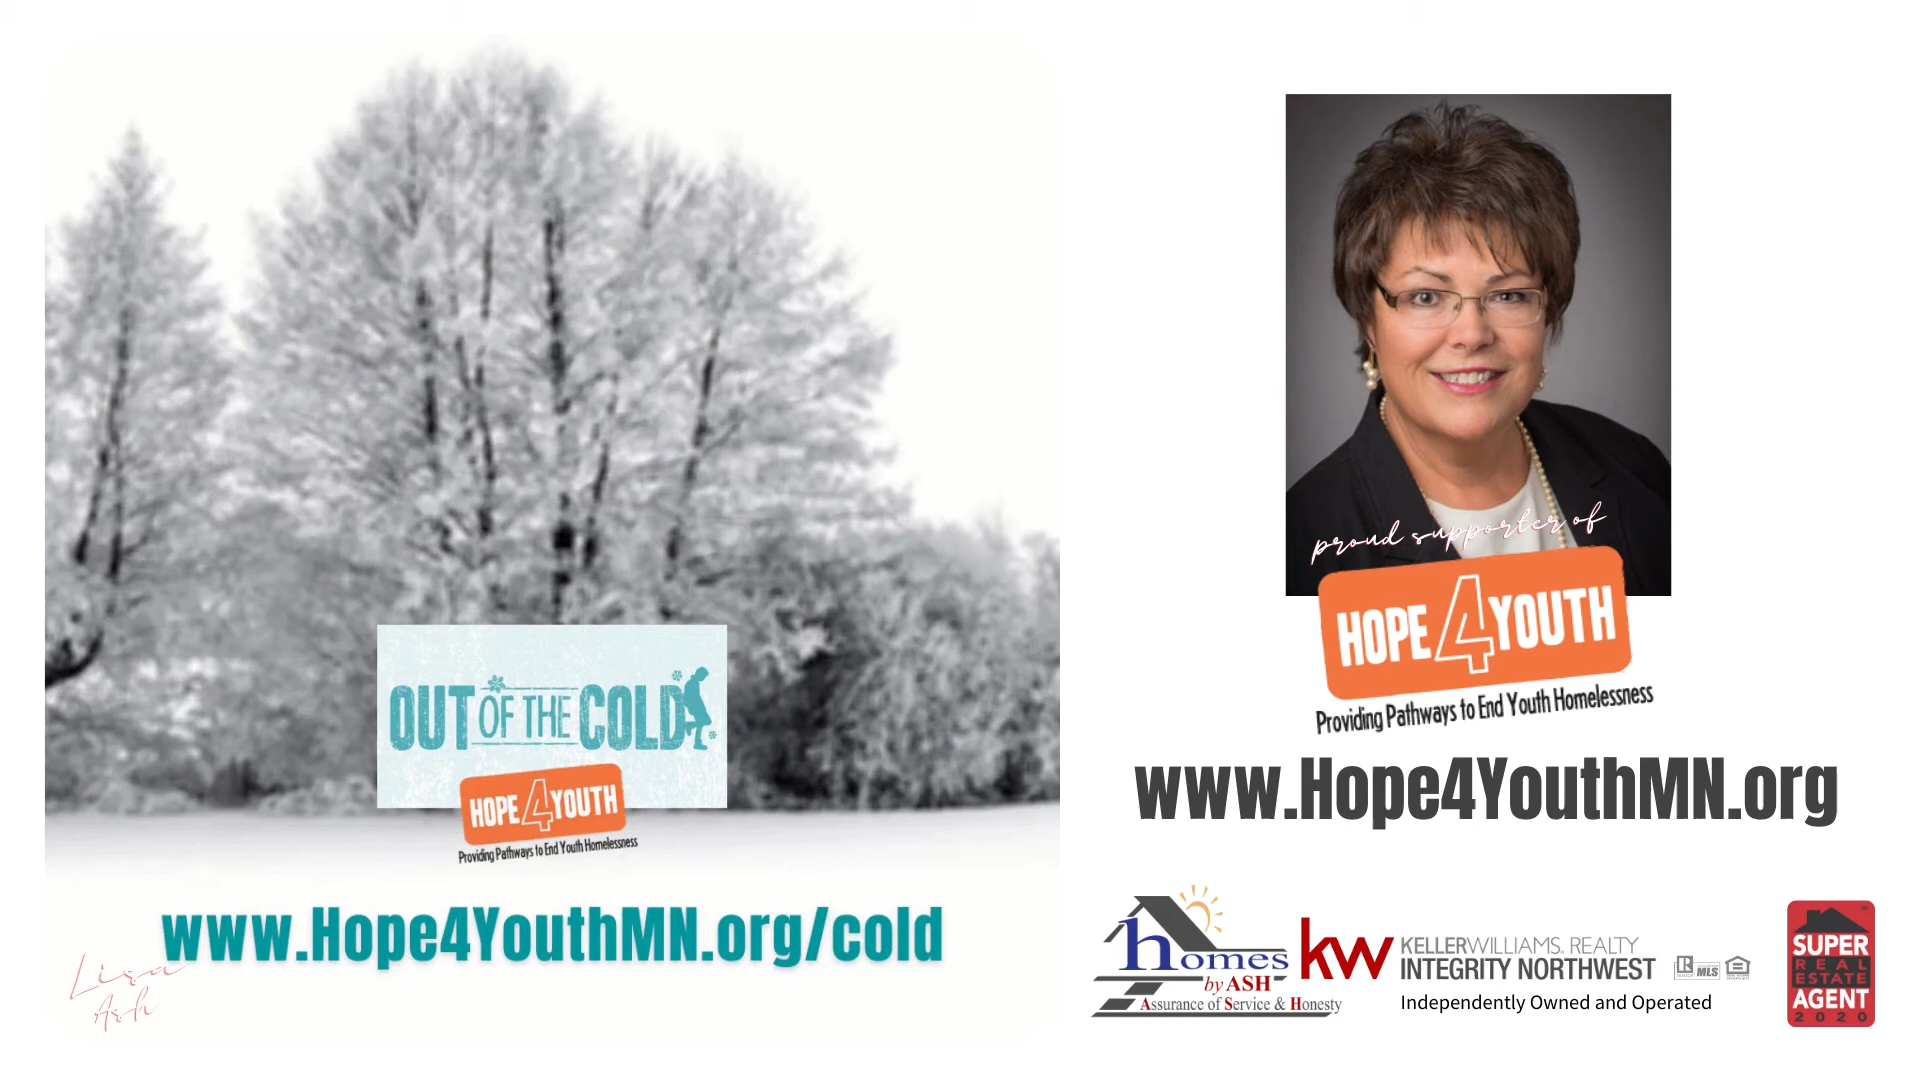 OUT OF THE COLD
HOPE 4 YOUTH
Providing Pathways to End Youth Homelessness
www.Hope4YouthMN.org/cold
Lisa
Ash
proud supporter of
HOPE 4 YOUTH
Providing Pathways to End Youth Homelessness
www.Hope4YouthMN.org
homes
by ASH
Assurance of Service & Honesty
kw
KELLERWILLIAMS. REALTY
INTEGRITY NORTHWEST
Independently Owned and Operated
R
MLS
SUPER
REAL
ESTATE
AGENT
2020